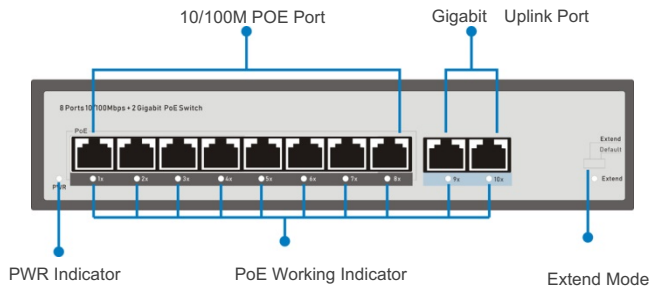 10/100M POE Port
Gigabit Uplink Port
8 Ports 10/100Mbps + 2 Gigabit PoE Switch
PoE
Extend
Default
PWR
1x 2x 3x 4x 5x 6x 7x 8x 9x 10x
Extend
PWR Indicator
PoE Working Indicator
Extend Mode